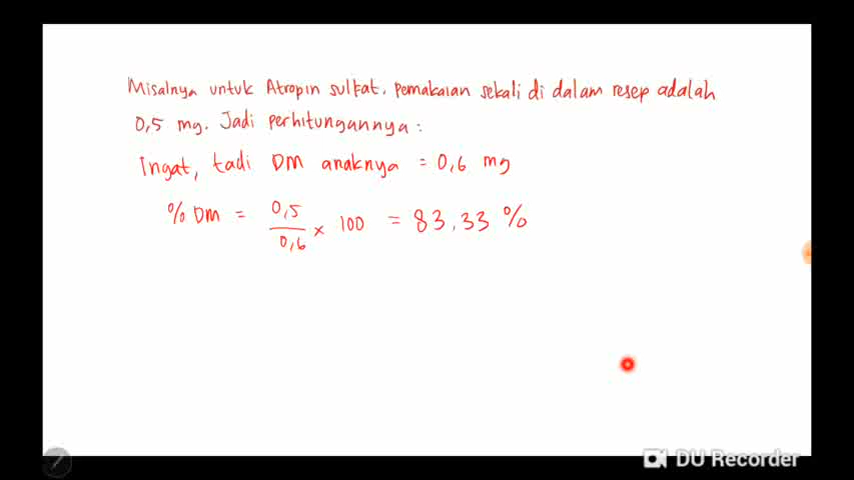 Misalnya untuk Atropin sulfat. pemakaian sekali di dalam resep adalah
0,5 mg. Jadi perhitungannya :
Ingat, tadi DM anaknya = 0,6 mg
% DM = 0,5 / 0,6 × 100 = 83,33 %
DU Recorder